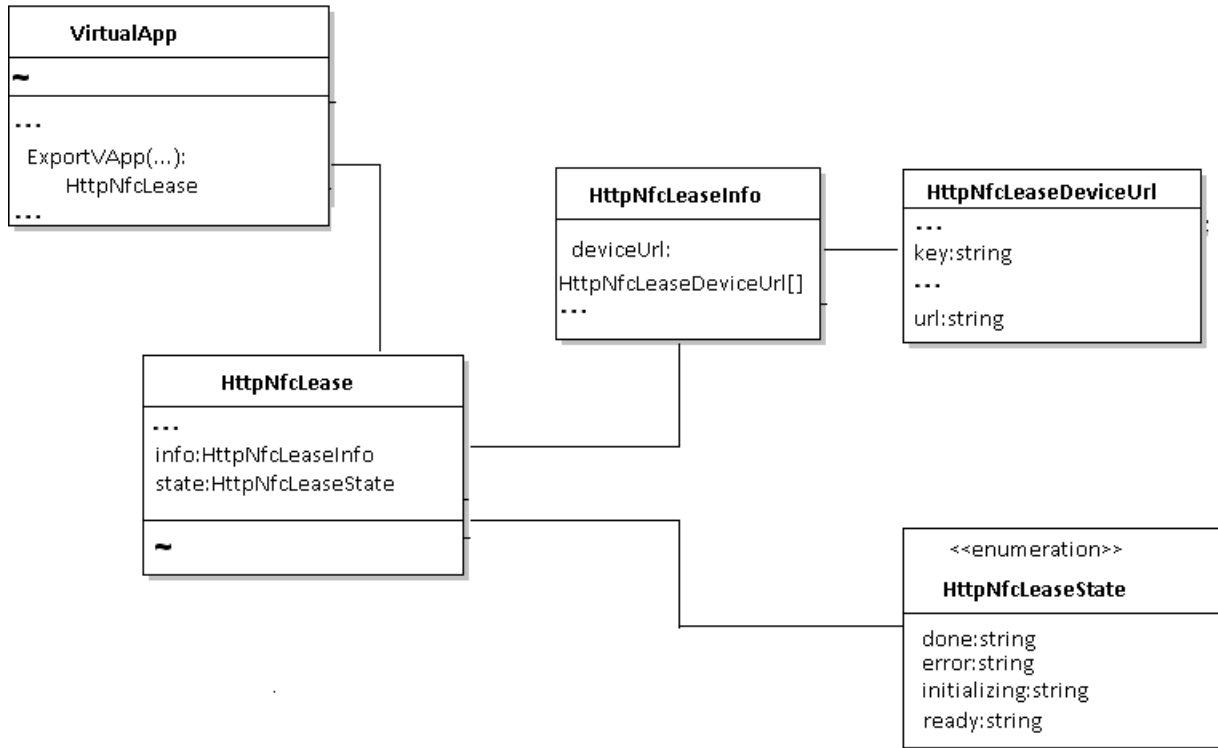 VirtualApp
~
...
ExportVApp(...):
HttpNfcLease
...
HttpNfcLeaseInfo
deviceUrl:
HttpNfcLeaseDeviceUrl[]
...
HttpNfcLeaseDeviceUrl
...
key:string
...
url:string
HttpNfcLease
...
info:HttpNfcLeaseInfo
state:HttpNfcLeaseState
~
<<enumeration>>
HttpNfcLeaseState
done:string
error:string
initializing:string
ready:string